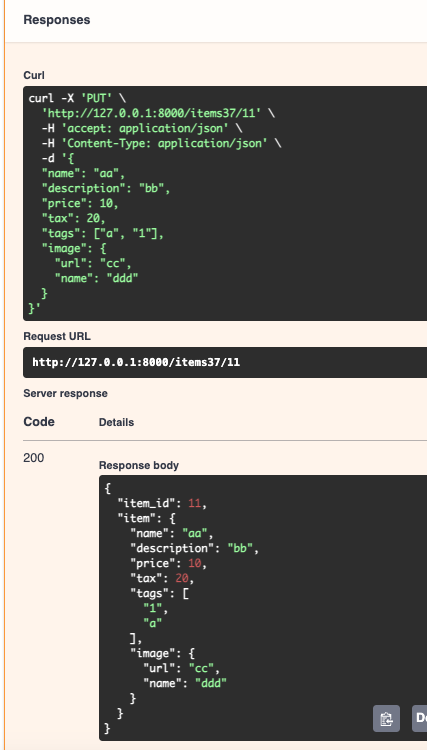 Responses
Curl
curl -X 'PUT' \
  'http://127.0.0.1:8000/items37/11' \
  -H 'accept: application/json' \
  -H 'Content-Type: application/json' \
  -d '{
  "name": "aa",
  "description": "bb",
  "price": 10,
  "tax": 20,
  "tags": ["a", "1"],
  "image": {
    "url": "cc",
    "name": "ddd"
  }
}'
Request URL
http://127.0.0.1:8000/items37/11
Server response
Code Details
200
Response body
{
  "item_id": 11,
  "item": {
    "name": "aa",
    "description": "bb",
    "price": 10,
    "tax": 20,
    "tags": [
      "1",
      "a"
    ],
    "image": {
      "url": "cc",
      "name": "ddd"
    }
  }
}